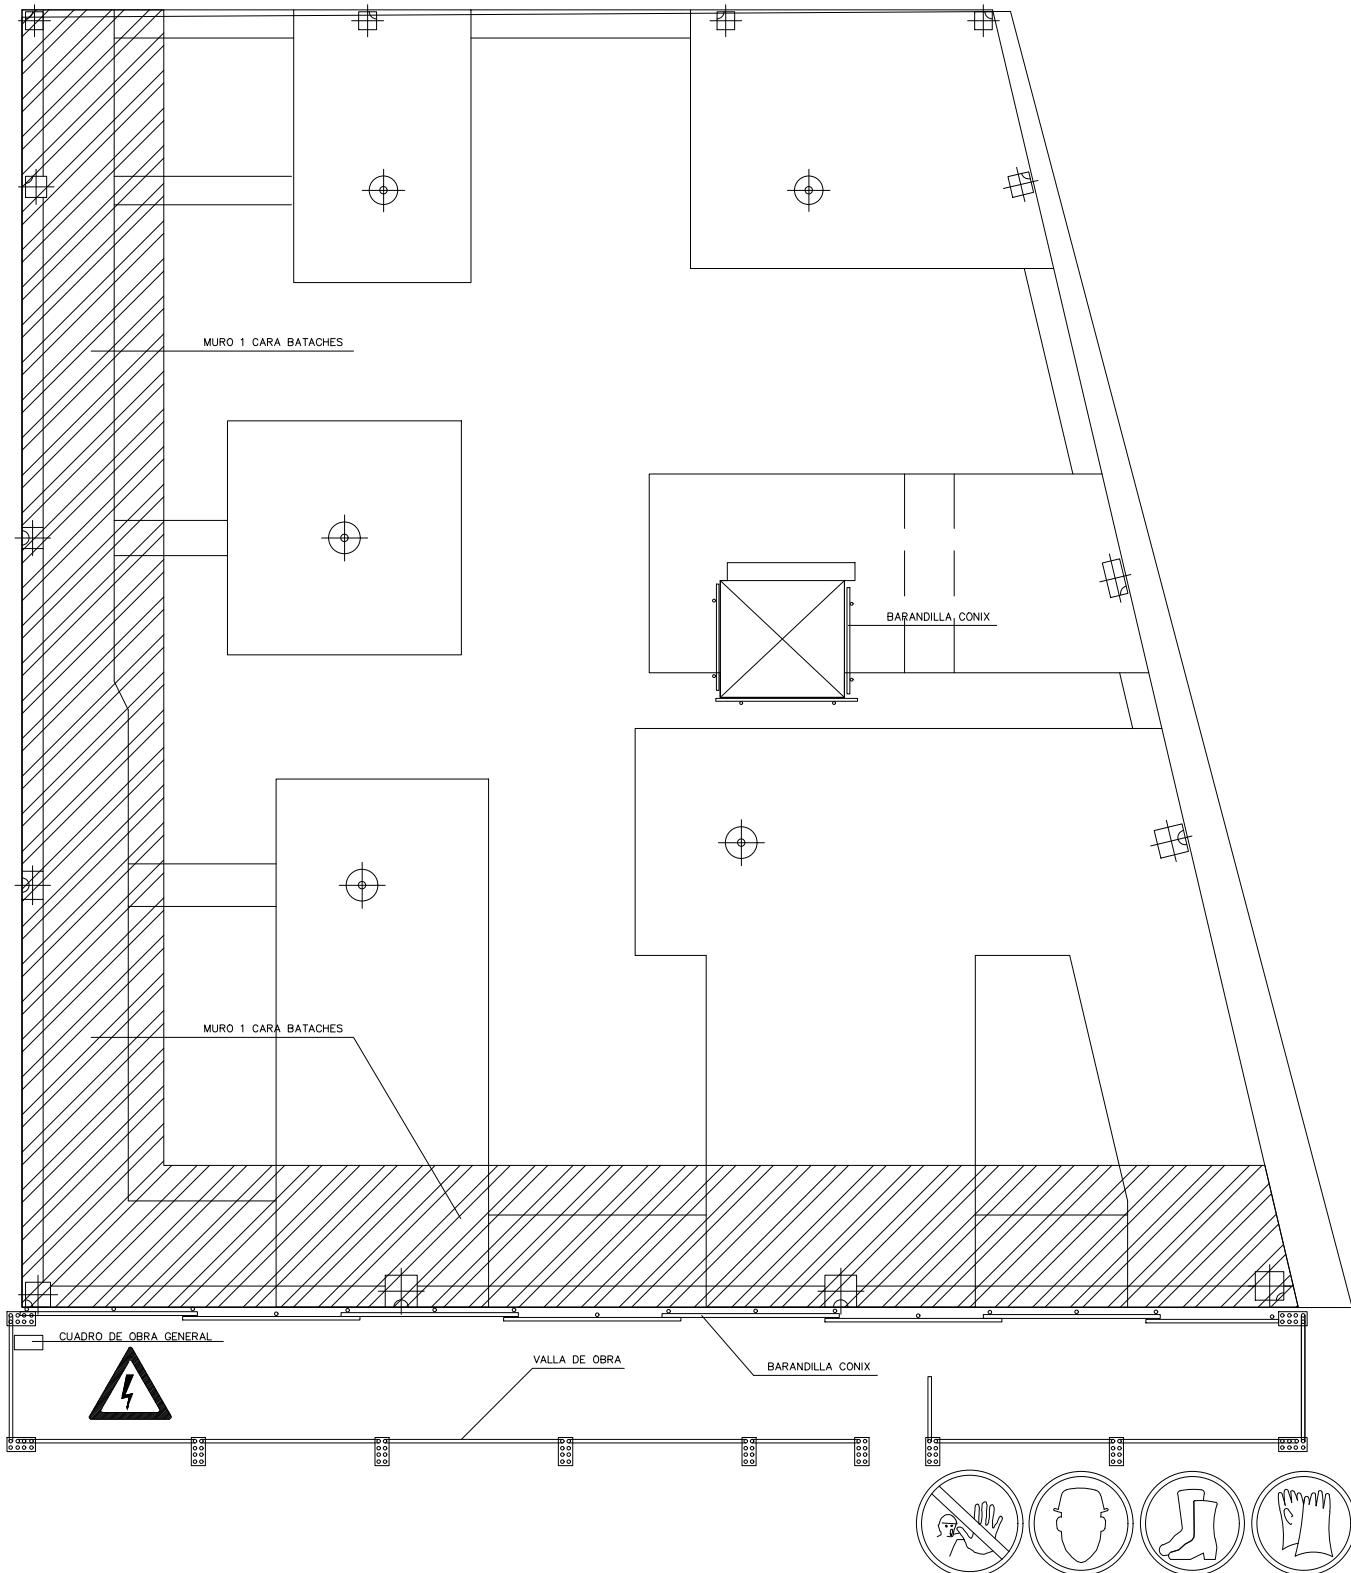 MURO 1 CARA BATACHES
BARANDILLA CONIX
MURO 1 CARA BATACHES
CUADRO DE OBRA GENERAL
VALLA DE OBRA
BARANDILLA CONIX